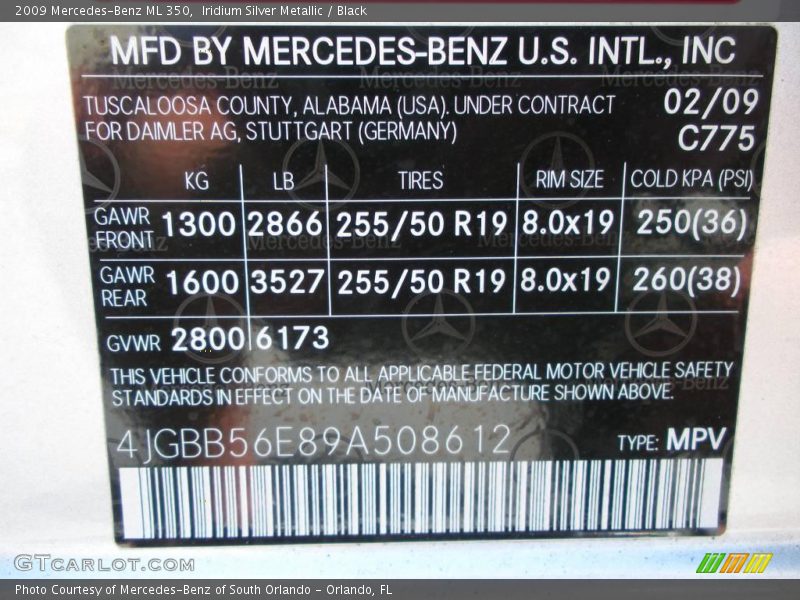 2009 Mercedes-Benz ML 350,  Iridium Silver Metallic / Black
MFD BY MERCEDES-BENZ U.S. INTL., INC
TUSCALOOSA COUNTY, ALABAMA (USA). UNDER CONTRACT
FOR DAIMLER AG, STUTTGART (GERMANY)
02/09
C775
KG LB TIRES RIM SIZE COLD KPA (PSI)
GAWR FRONT 1300 2866 255/50 R19 8.0x19 250(36)
GAWR REAR 1600 3527 255/50 R19 8.0x19 260(38)
GVWR 2800 6173
THIS VEHICLE CONFORMS TO ALL APPLICABLE FEDERAL MOTOR VEHICLE SAFETY
STANDARDS IN EFFECT ON THE DATE OF MANUFACTURE SHOWN ABOVE.
4JGBB56E89A508612 TYPE: MPV
GTCARLOT.COM
Photo Courtesy of Mercedes-Benz of South Orlando - Orlando, FL